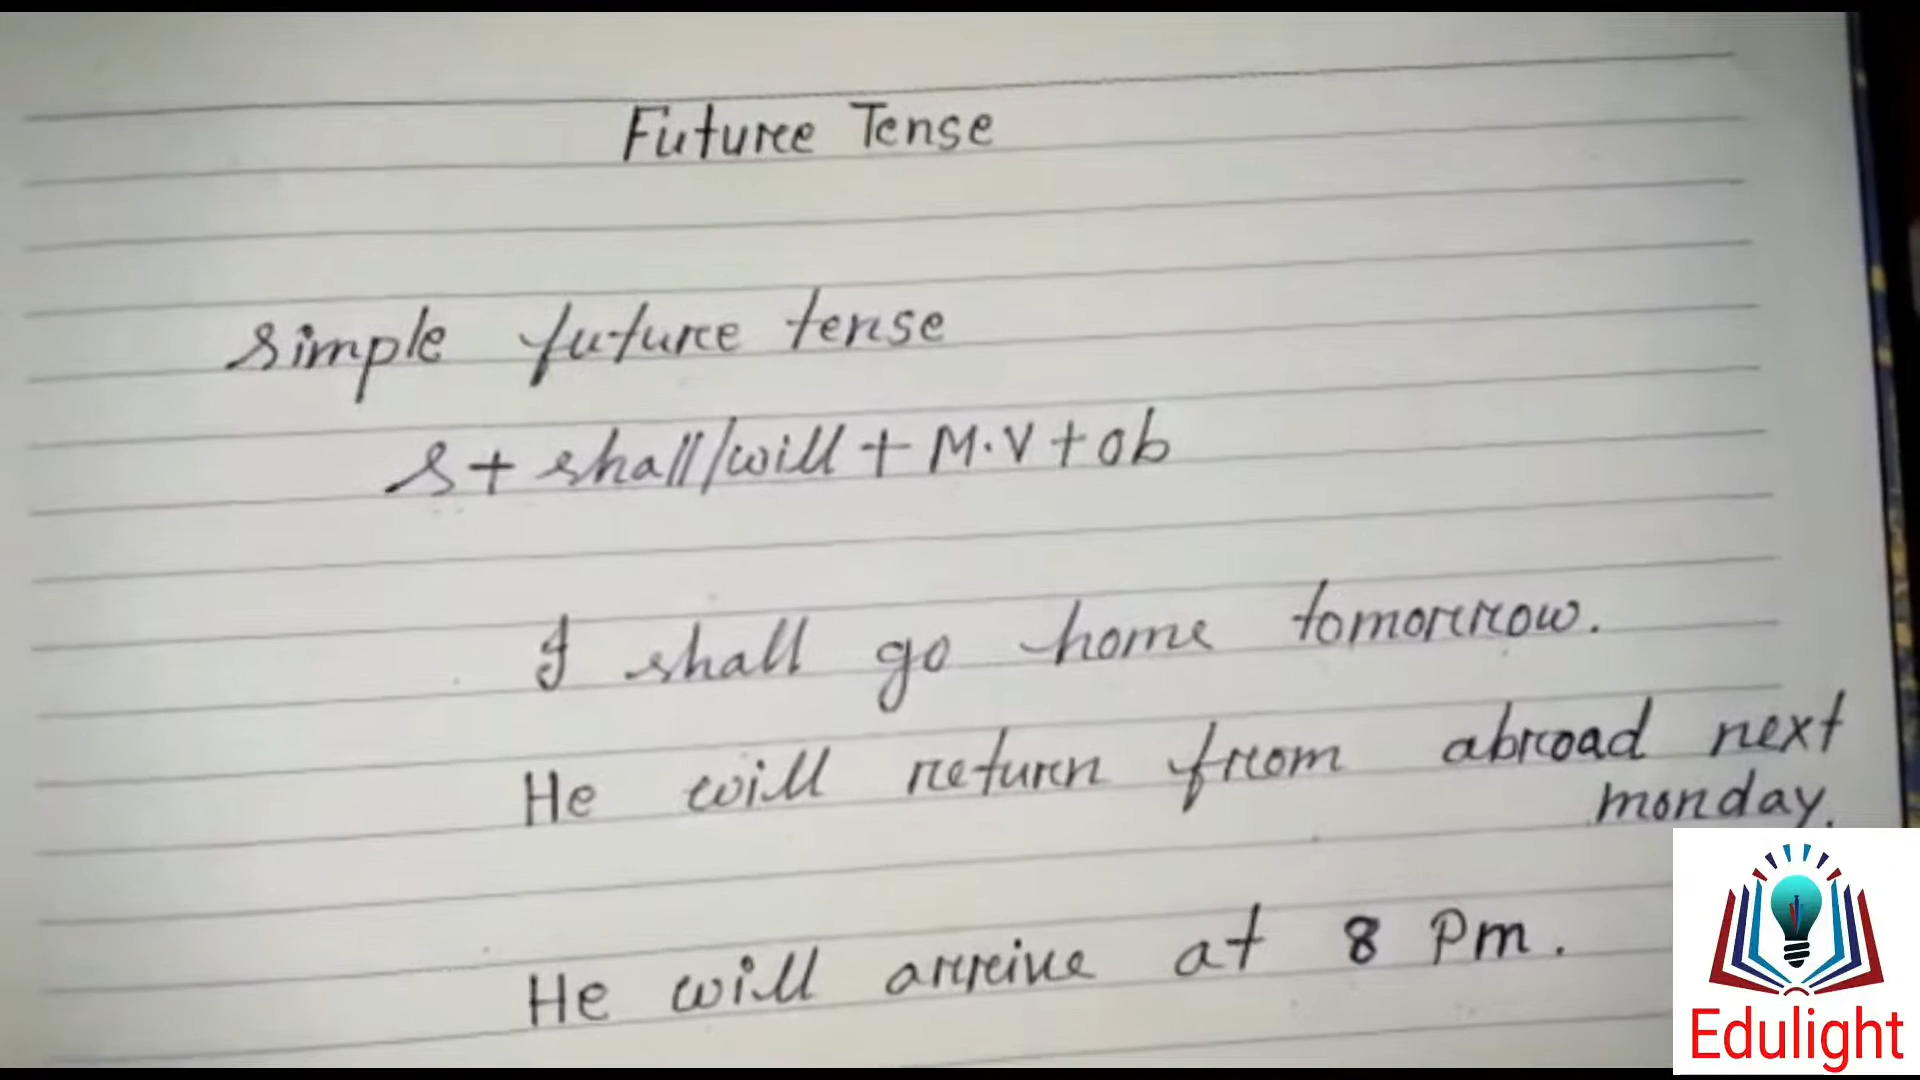 Future Tense
simple future tense
S + shall/will + M.V + ob
I shall go home tomorrow.
He will return from abroad next
monday.
He will arrive at 8 Pm.
Edulight